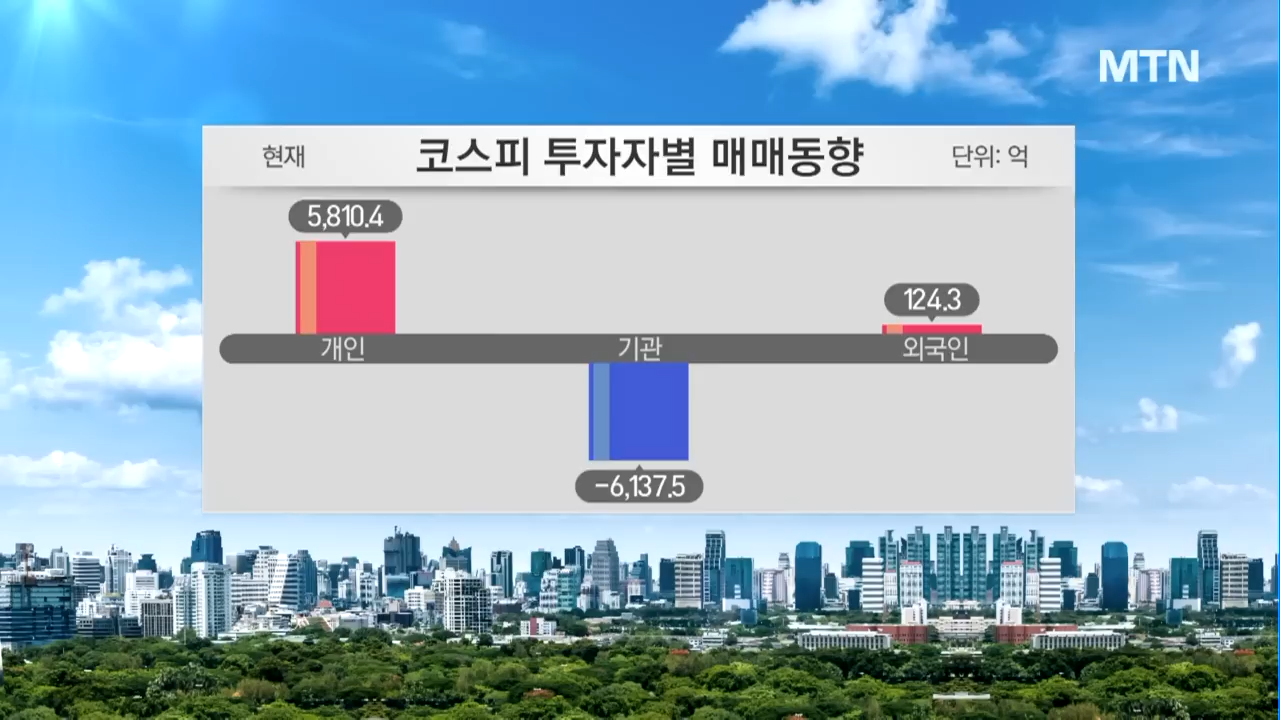 MTN
현재 코스피 투자자별 매매동향 단위: 억
5,810.4
124.3
개인 기관 외국인
-6,137.5